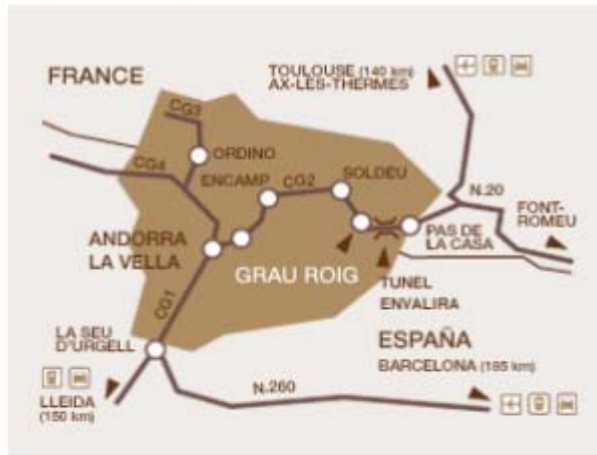 TOULOUSE (140 km)
AX-LES-THERMES
FRANCE
CG3
ORDINO
CG4
ENCAMP
CG2
SOLDEU
N.20
FONT-
ROMEU
ANDORRA
LA VELLA
PAS DE
LA CASA
GRAU ROIG
TUNEL
ENVALIRA
CG1
LA SEU
D'URGELL
ESPAÑA
BARCELONA (185 km)
N.260
LLEIDA
(150 km)